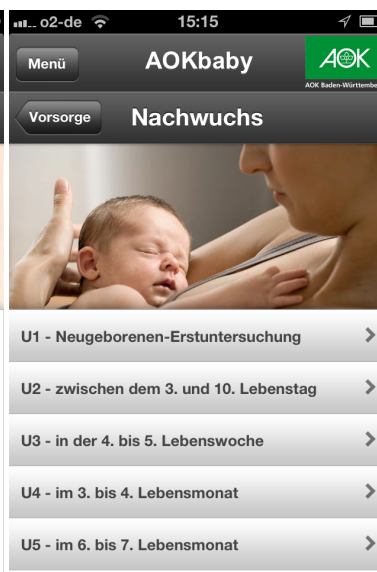 o2-de 15:15
Menü AOKbaby AOK
AOK Baden-Württembe
Vorsorge Nachwuchs
U1 - Neugeborenen-Erstuntersuchung
U2 - zwischen dem 3. und 10. Lebenstag
U3 - in der 4. bis 5. Lebenswoche
U4 - im 3. bis 4. Lebensmonat
U5 - im 6. bis 7. Lebensmonat